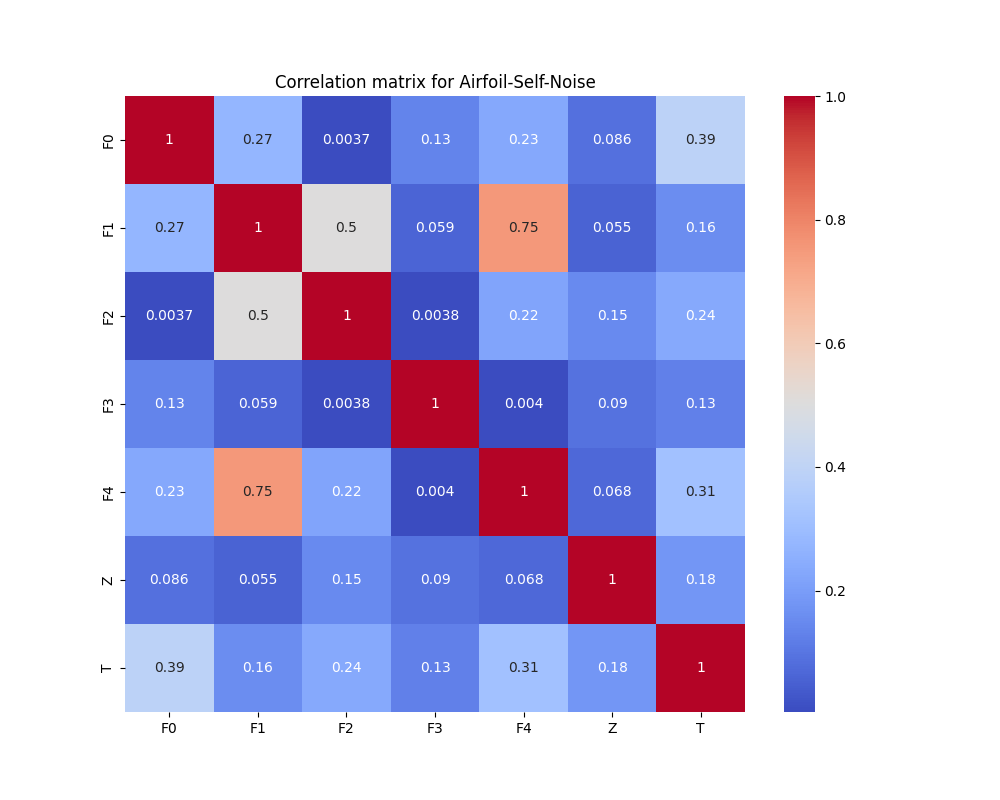 Correlation matrix for Airfoil-Self-Noise
F0 1 0.27 0.0037 0.13 0.23 0.086 0.39
F1 0.27 1 0.5 0.059 0.75 0.055 0.16
F2 0.0037 0.5 1 0.0038 0.22 0.15 0.24
F3 0.13 0.059 0.0038 1 0.004 0.09 0.13
F4 0.23 0.75 0.22 0.004 1 0.068 0.31
Z 0.086 0.055 0.15 0.09 0.068 1 0.18
T 0.39 0.16 0.24 0.13 0.31 0.18 1
F0 F1 F2 F3 F4 Z T
1.0
0.8
0.6
0.4
0.2